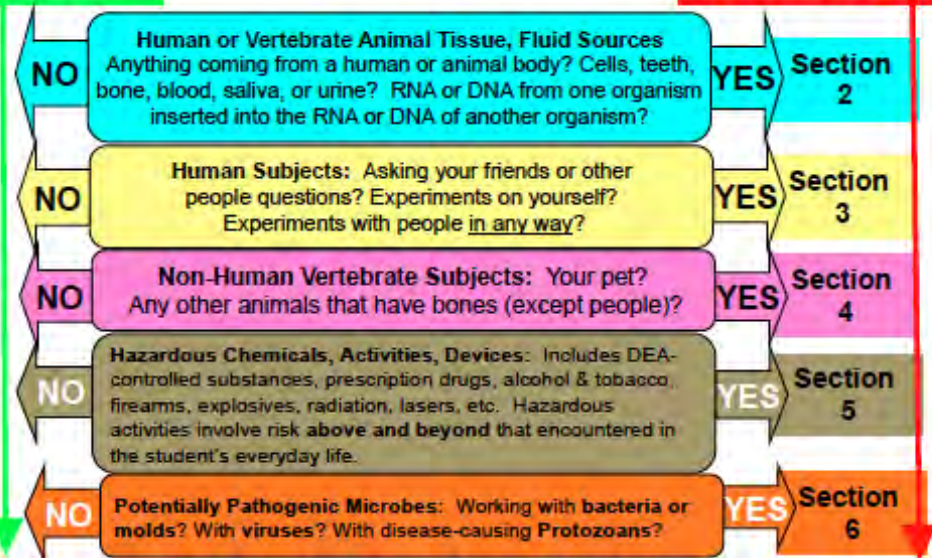 NO
Human or Vertebrate Animal Tissue, Fluid Sources
Anything coming from a human or animal body? Cells, teeth,
bone, blood, saliva, or urine? RNA or DNA from one organism
inserted into the RNA or DNA of another organism?
YES
Section
2
NO
Human Subjects: Asking your friends or other
people questions? Experiments on yourself?
Experiments with people in any way?
YES
Section
3
NO
Non-Human Vertebrate Subjects: Your pet?
Any other animals that have bones (except people)?
YES
Section
4
NO
Hazardous Chemicals, Activities, Devices: Includes DEA-
controlled substances, prescription drugs, alcohol & tobacco,
firearms, explosives, radiation, lasers, etc. Hazardous
activities involve risk above and beyond that encountered in
the student's everyday life.
YES
Section
5
NO
Potentially Pathogenic Microbes: Working with bacteria or
molds? With viruses? With disease-causing Protozoans?
YES
Section
6